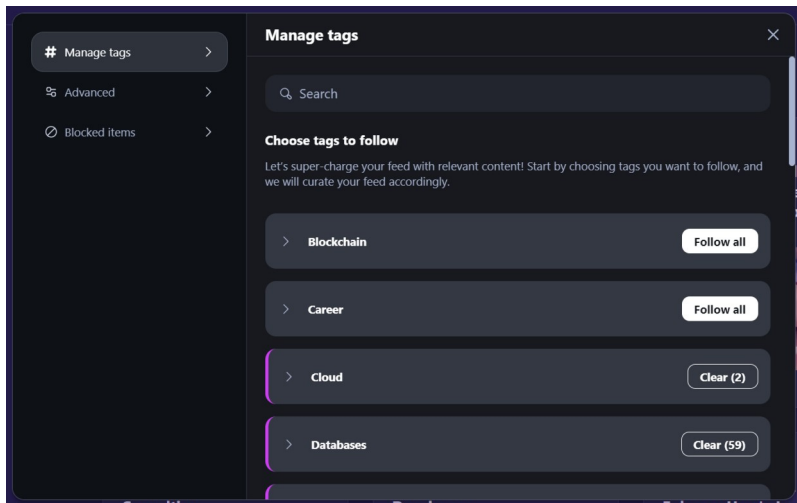 Manage tags
Advanced
Blocked items
Manage tags
Search
Choose tags to follow
Let's super-charge your feed with relevant content! Start by choosing tags you want to follow, and
we will curate your feed accordingly.
Blockchain
Follow all
Career
Follow all
Cloud
Clear (2)
Databases
Clear (59)